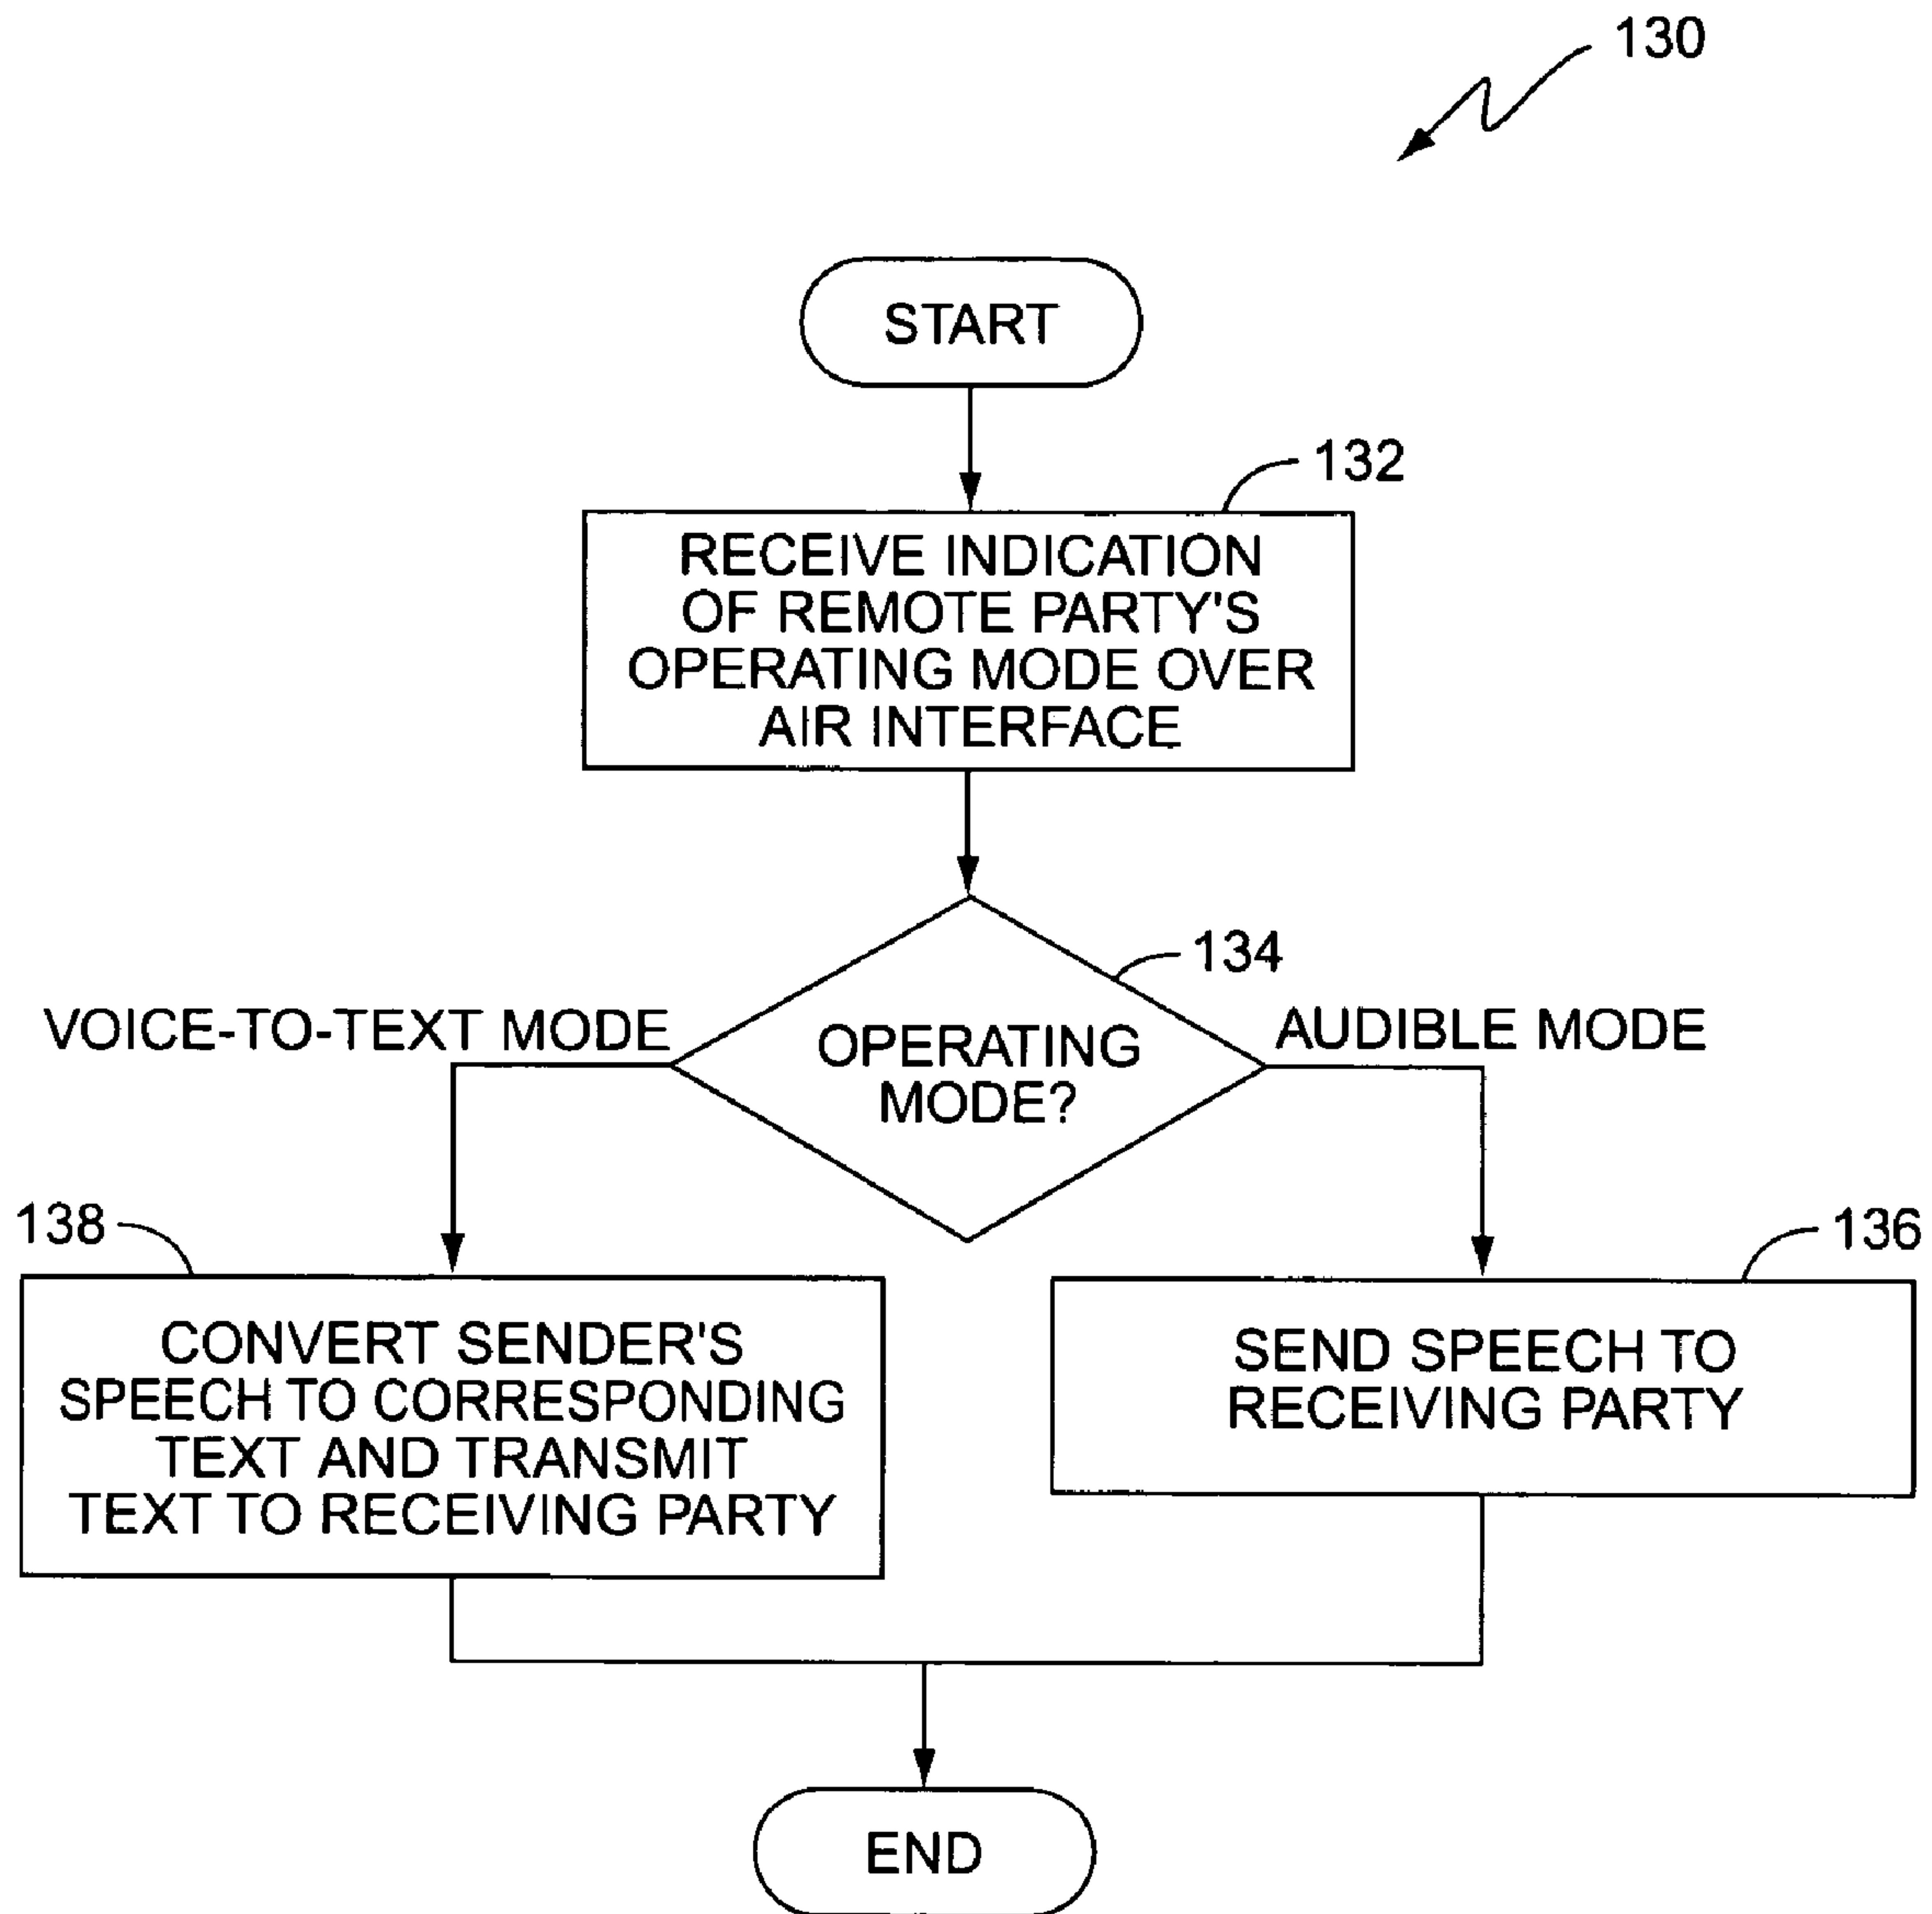 130
START
132
RECEIVE INDICATION
OF REMOTE PARTY'S
OPERATING MODE OVER
AIR INTERFACE
134
VOICE-TO-TEXT MODE
OPERATING
MODE?
AUDIBLE MODE
138
CONVERT SENDER'S
SPEECH TO CORRESPONDING
TEXT AND TRANSMIT
TEXT TO RECEIVING PARTY
136
SEND SPEECH TO
RECEIVING PARTY
END